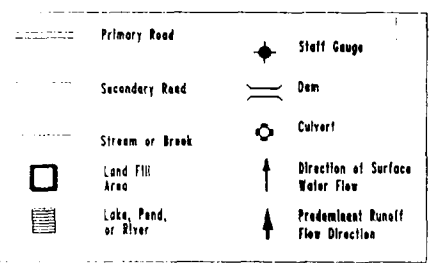 Primary Road
Secondary Road
Stream or Brook
Land Fill
Area
Lake, Pond,
or River
Staff Gauge
Dam
Culvert
Direction of Surface
Water Flow
Predominent Runoff
Flow Direction